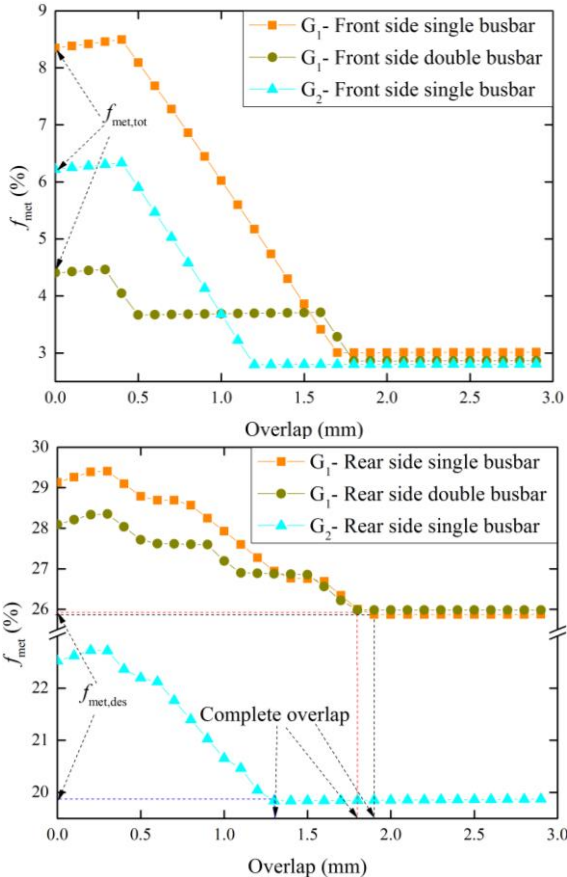 G1- Front side single busbar
G1- Front side double busbar
G2- Front side single busbar
fmet,tot
fmet (%)
9
8
7
6
5
4
3
0.0 0.5 1.0 1.5 2.0 2.5 3.0
Overlap (mm)
G1- Rear side single busbar
G1- Rear side double busbar
G2- Rear side single busbar
fmet (%)
30
29
28
27
26
22
21
20
fmet,des
Complete overlap
0.0 0.5 1.0 1.5 2.0 2.5 3.0
Overlap (mm)